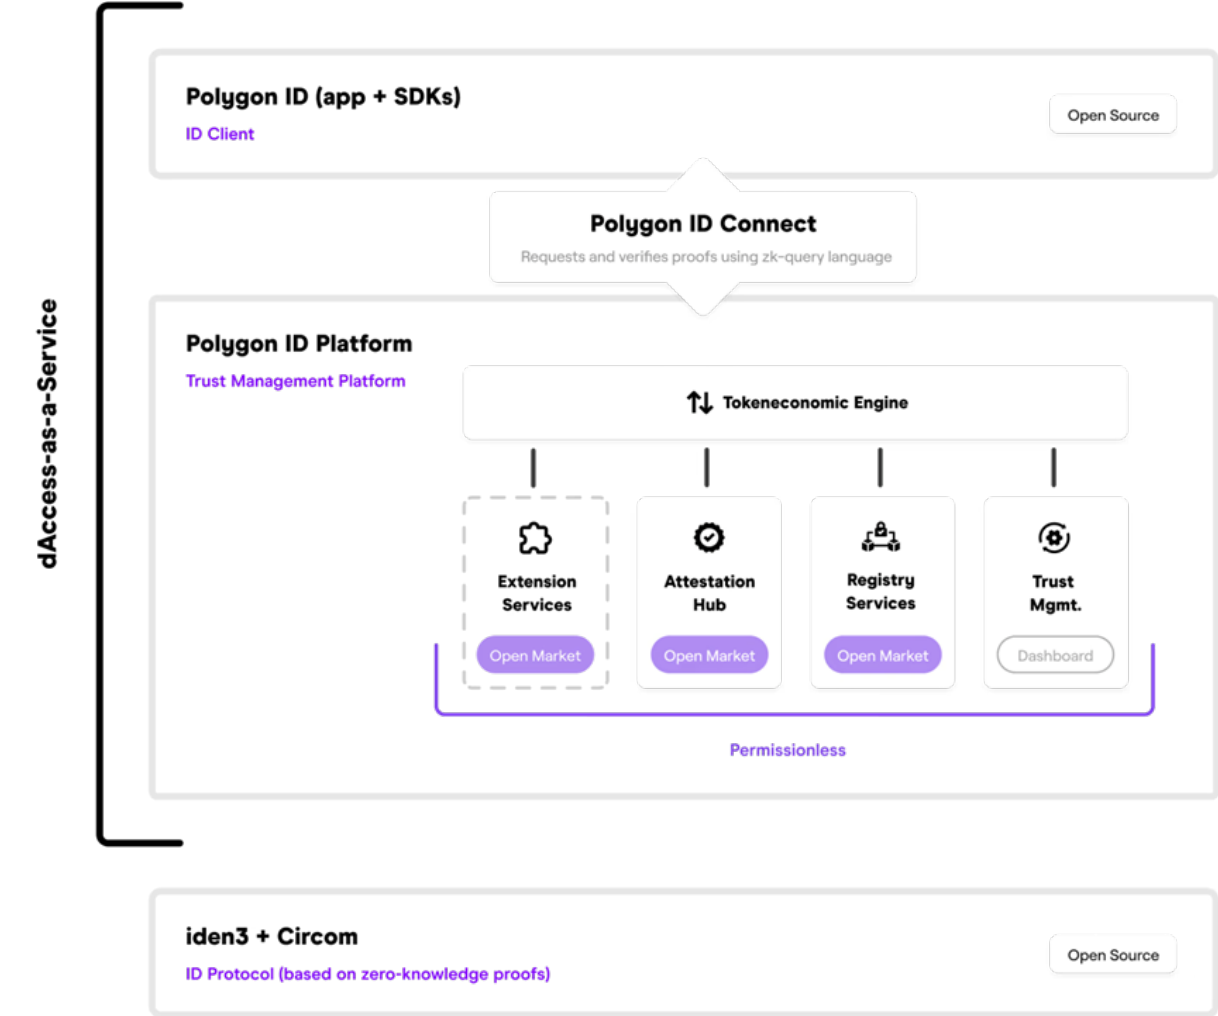 dAccess-as-a-Service
Polygon ID (app + SDKs)
ID Client
Open Source
Polygon ID Connect
Requests and verifies proofs using zk-query language
Polygon ID Platform
Trust Management Platform
Tokeneconomic Engine
Extension
Services
Open Market
Attestation
Hub
Open Market
Registry
Services
Open Market
Trust
Mgmt.
Dashboard
Permissionless
iden3 + Circom
ID Protocol (based on zero-knowledge proofs)
Open Source